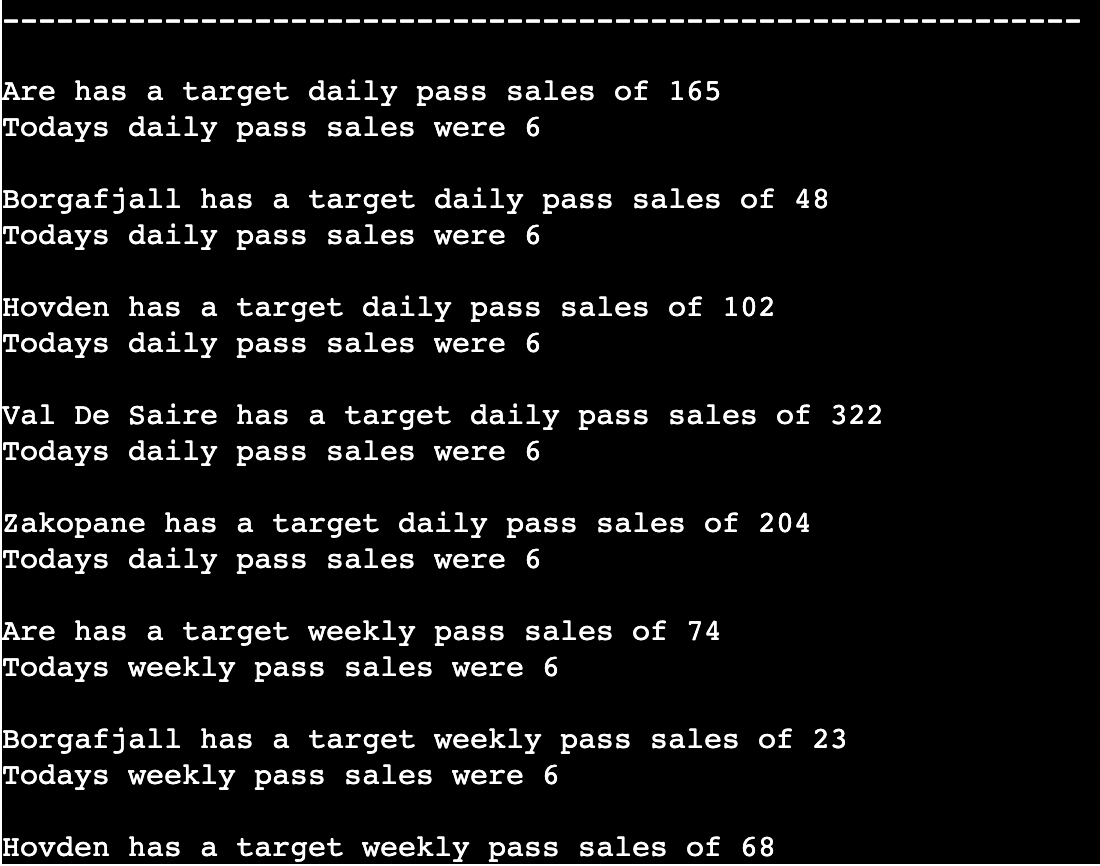 ------------------------------------------------------------
Are has a target daily pass sales of 165
Todays daily pass sales were 6
Borgafjall has a target daily pass sales of 48
Todays daily pass sales were 6
Hovden has a target daily pass sales of 102
Todays daily pass sales were 6
Val De Saire has a target daily pass sales of 322
Todays daily pass sales were 6
Zakopane has a target daily pass sales of 204
Todays daily pass sales were 6
Are has a target weekly pass sales of 74
Todays weekly pass sales were 6
Borgafjall has a target weekly pass sales of 23
Todays weekly pass sales were 6
Hovden has a target weekly pass sales of 68